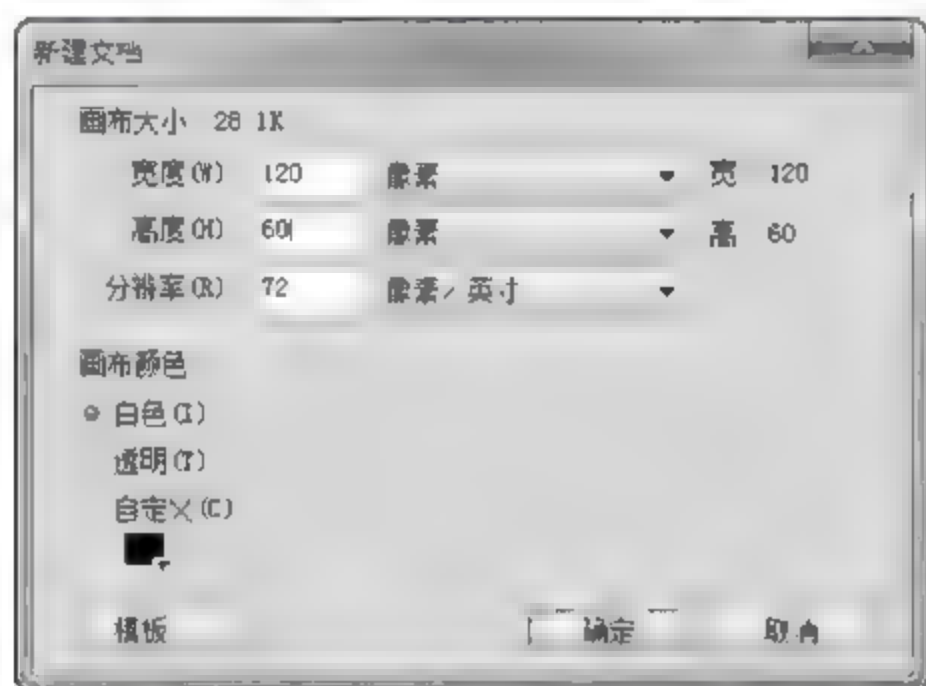 新建文档
画布大小 28 1K
宽度(W) 120 像素 宽 120
高度(H) 60 像素 高 60
分辨率(R) 72 像素/英寸
画布颜色
白色(I)
透明(T)
自定义(C)
模板 确定 取消